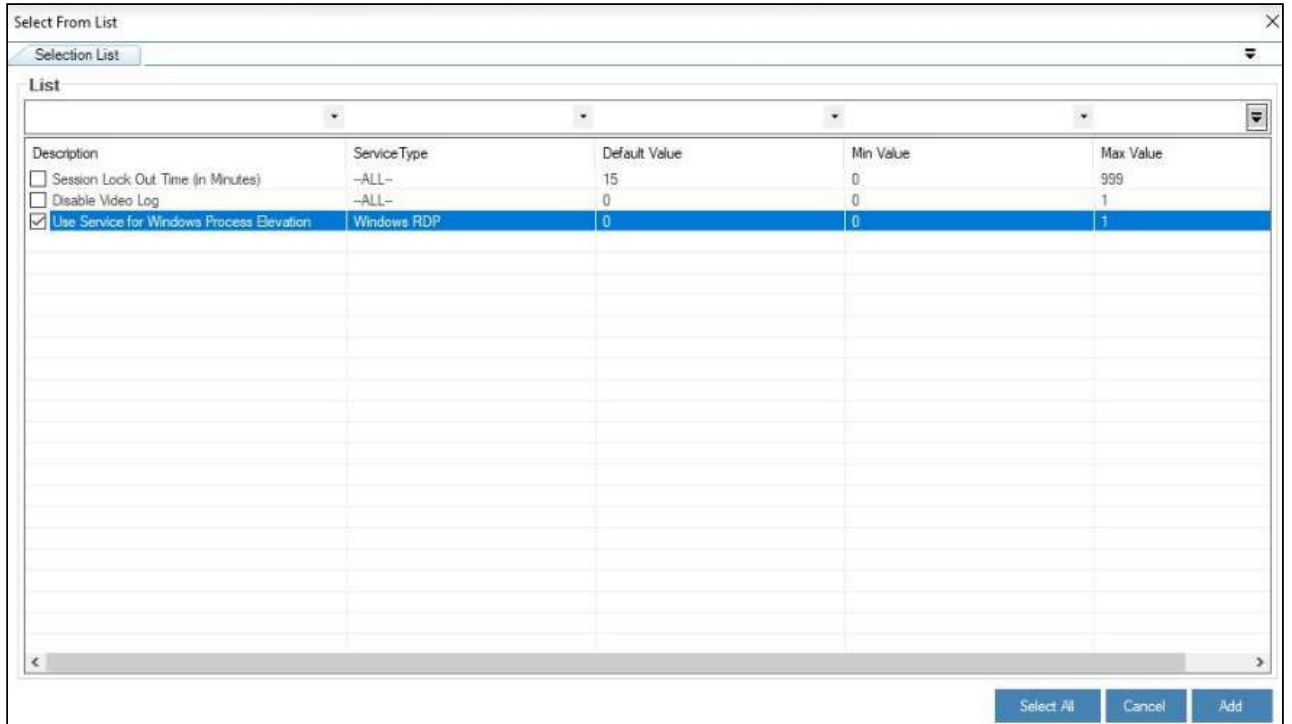 Select From List
Selection List
List
Description ServiceType Default Value Min Value Max Value
Session Lock Out Time (in Minutes) --ALL-- 15 0 999
Disable Video Log --ALL-- 0 0 1
Use Service for Windows Process Elevation Windows RDP 0 0 1
Select All Cancel Add